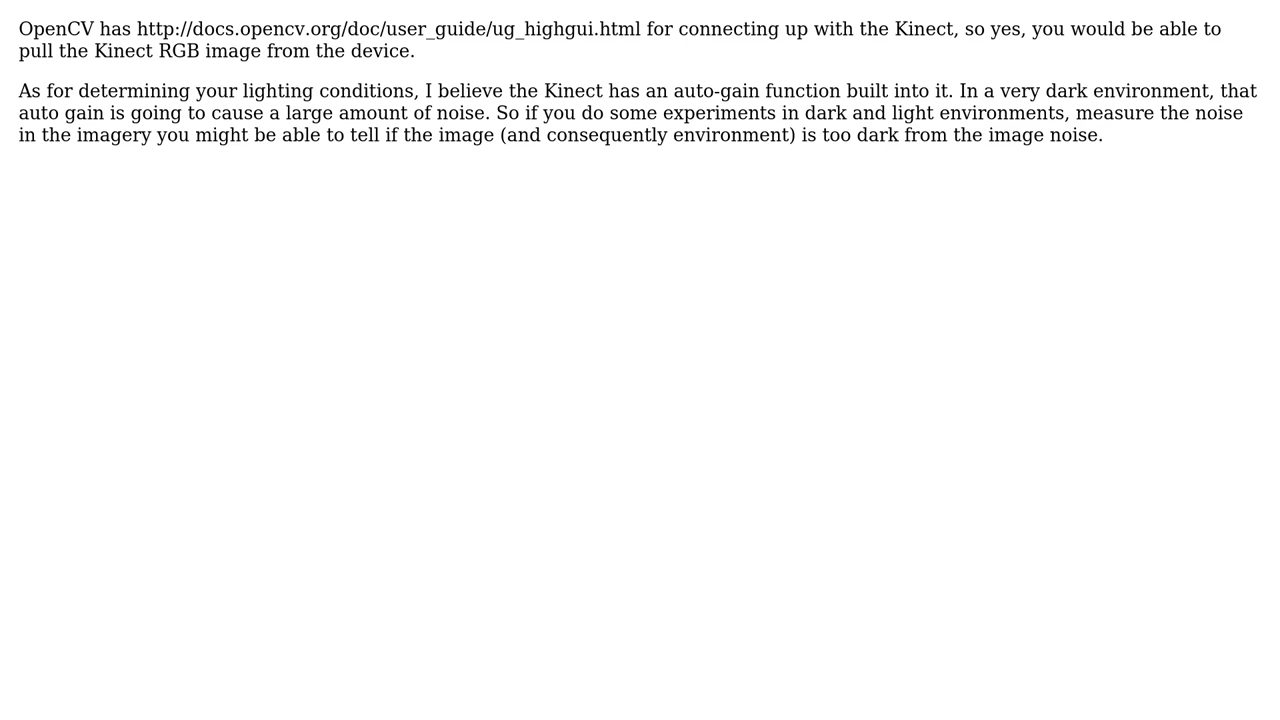 OpenCV has http://docs.opencv.org/doc/user_guide/ug_highgui.html for connecting up with the Kinect, so yes, you would be able to
pull the Kinect RGB image from the device.
As for determining your lighting conditions, I believe the Kinect has an auto-gain function built into it. In a very dark environment, that
auto gain is going to cause a large amount of noise. So if you do some experiments in dark and light environments, measure the noise
in the imagery you might be able to tell if the image (and consequently environment) is too dark from the image noise.